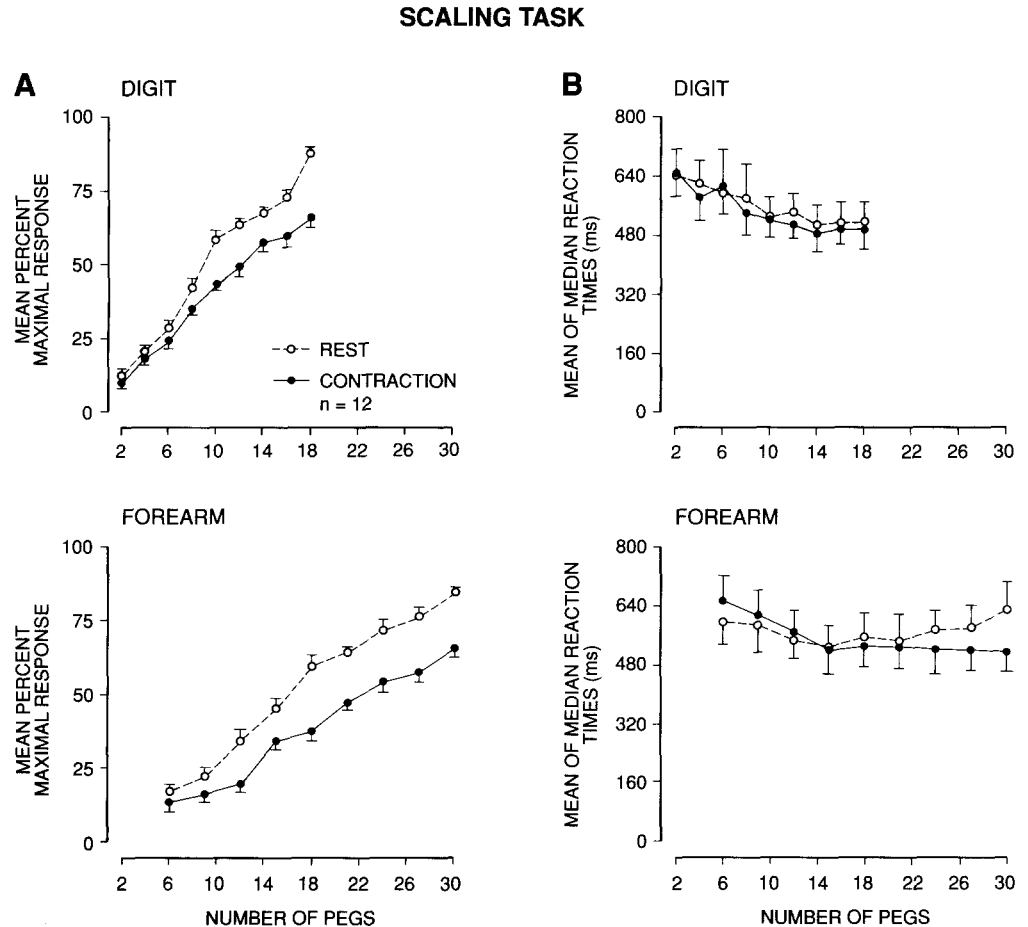 SCALING TASK
A
DIGIT
MEAN PERCENT
MAXIMAL RESPONSE
100
75
50
25
0
REST
CONTRACTION
n = 12
2 6 10 14 18 22 26 30
B
DIGIT
MEAN OF MEDIAN REACTION
TIMES (ms)
800
640
480
320
160
0
2 6 10 14 18 22 26 30
FOREARM
MEAN PERCENT
MAXIMAL RESPONSE
100
75
50
25
0
2 6 10 14 18 22 26 30
NUMBER OF PEGS
FOREARM
MEAN OF MEDIAN REACTION
TIMES (ms)
800
640
480
320
160
0
2 6 10 14 18 22 26 30
NUMBER OF PEGS